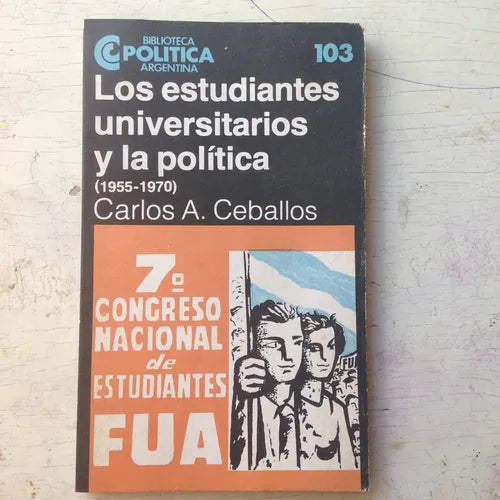 BIBLIOTECA
POLITICA
ARGENTINA
103
Los estudiantes
universitarios
y la política
(1955-1970)
Carlos A. Ceballos
7º
CONGRESO
NACIONAL
de
ESTUDIANTES
FUA
FUA